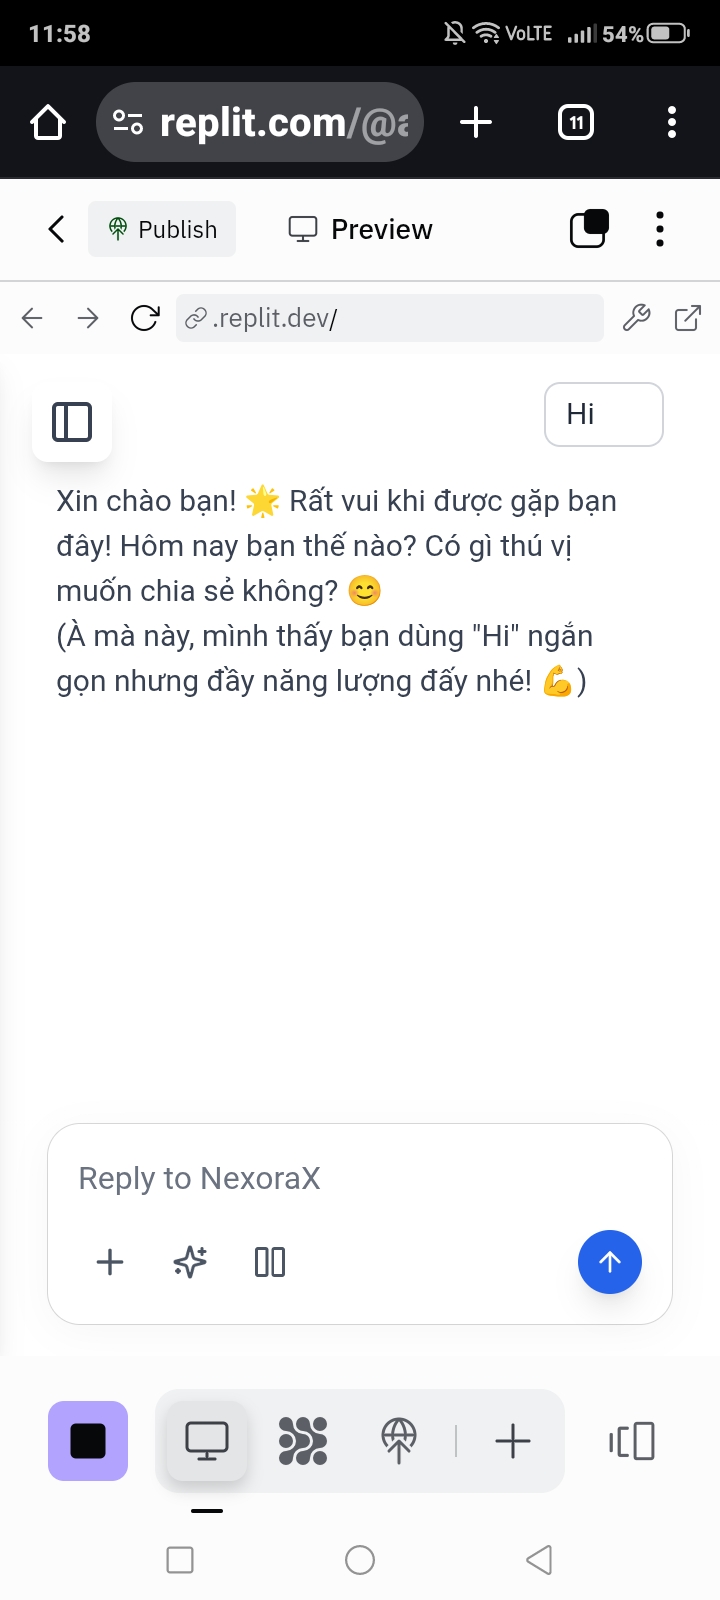 11:58
VoLTE
54%
replit.com/@a
11
Publish
Preview
.replit.dev/
Hi
Xin chào bạn! 🌟 Rất vui khi được gặp bạn
đây! Hôm nay bạn thế nào? Có gì thú vị
muốn chia sẻ không? 😊
(À mà này, mình thấy bạn dùng "Hi" ngắn
gọn nhưng đầy năng lượng đấy nhé! 💪)
Reply to NexoraX